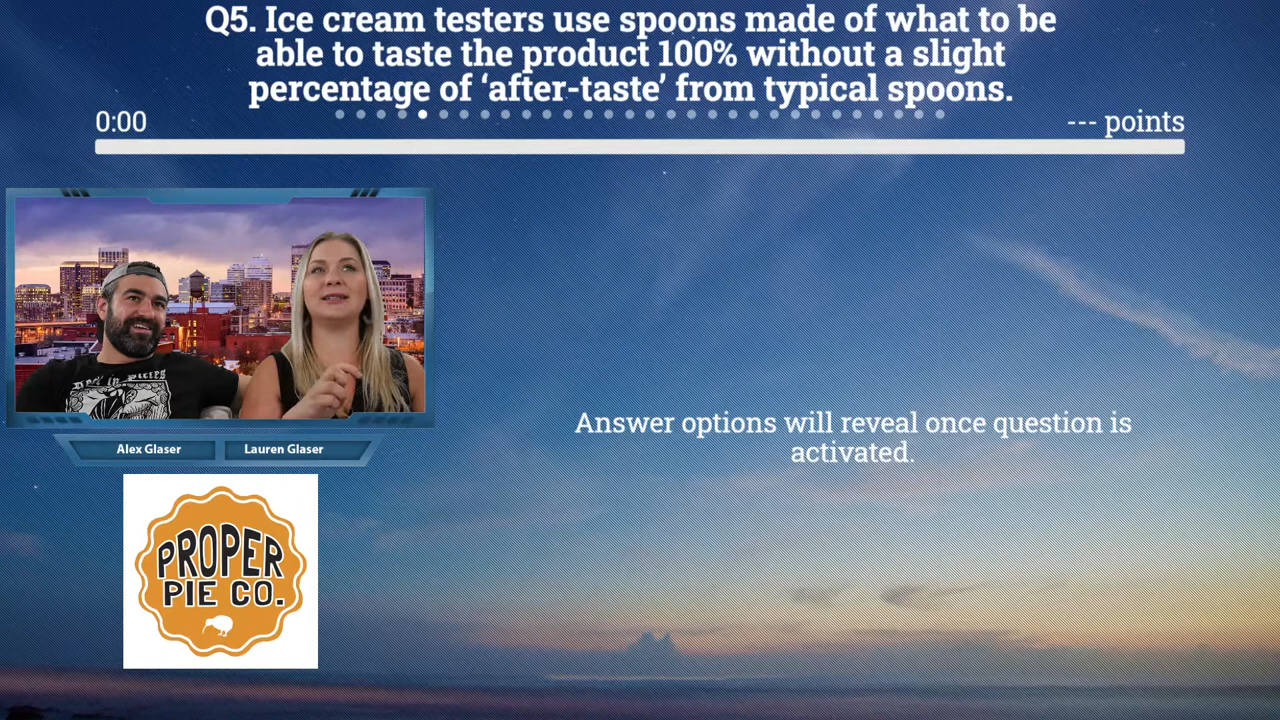 Q5. Ice cream testers use spoons made of what to be
able to taste the product 100% without a slight
percentage of ‘after-taste’ from typical spoons.
0:00
--- points
Answer options will reveal once question is
activated.
Alex Glaser
Lauren Glaser
PROPER
PIE CO.